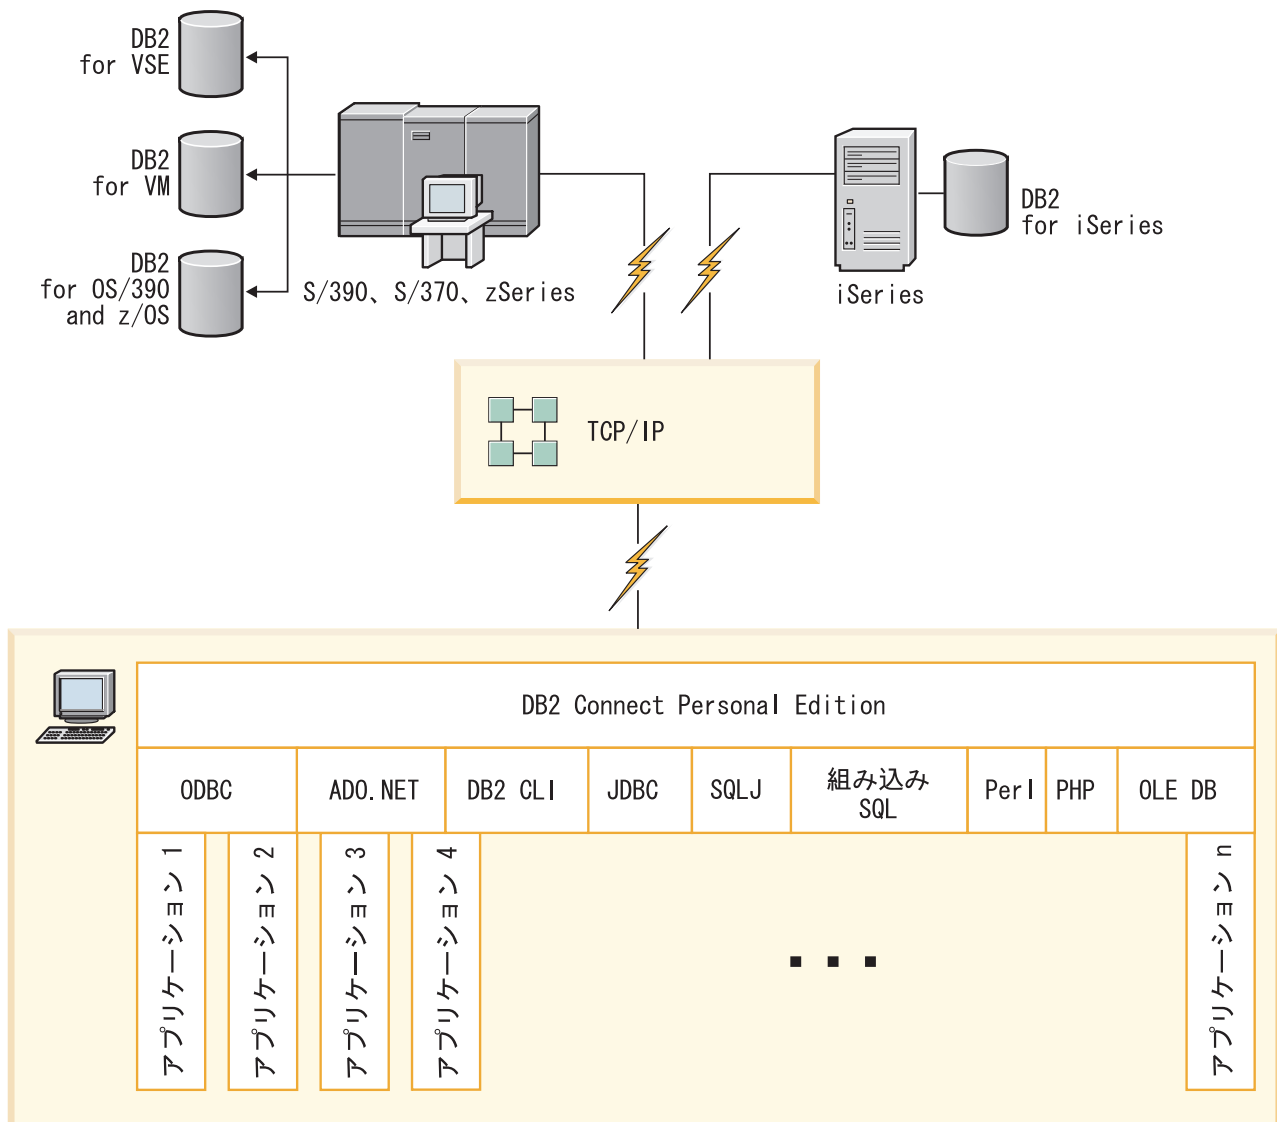 DB2
for VSE
DB2
for VM
DB2
for OS/390
and z/OS
S/390、S/370、zSeries
DB2
for iSeries
iSeries
TCP/IP
DB2 Connect Personal Edition
ODBC
ADO.NET
DB2 CLI
JDBC
SQLJ
組み込み
SQL
Perl
PHP
OLE DB
アプリケーション 1
アプリケーション 2
アプリケーション 3
アプリケーション 4
アプリケーション n